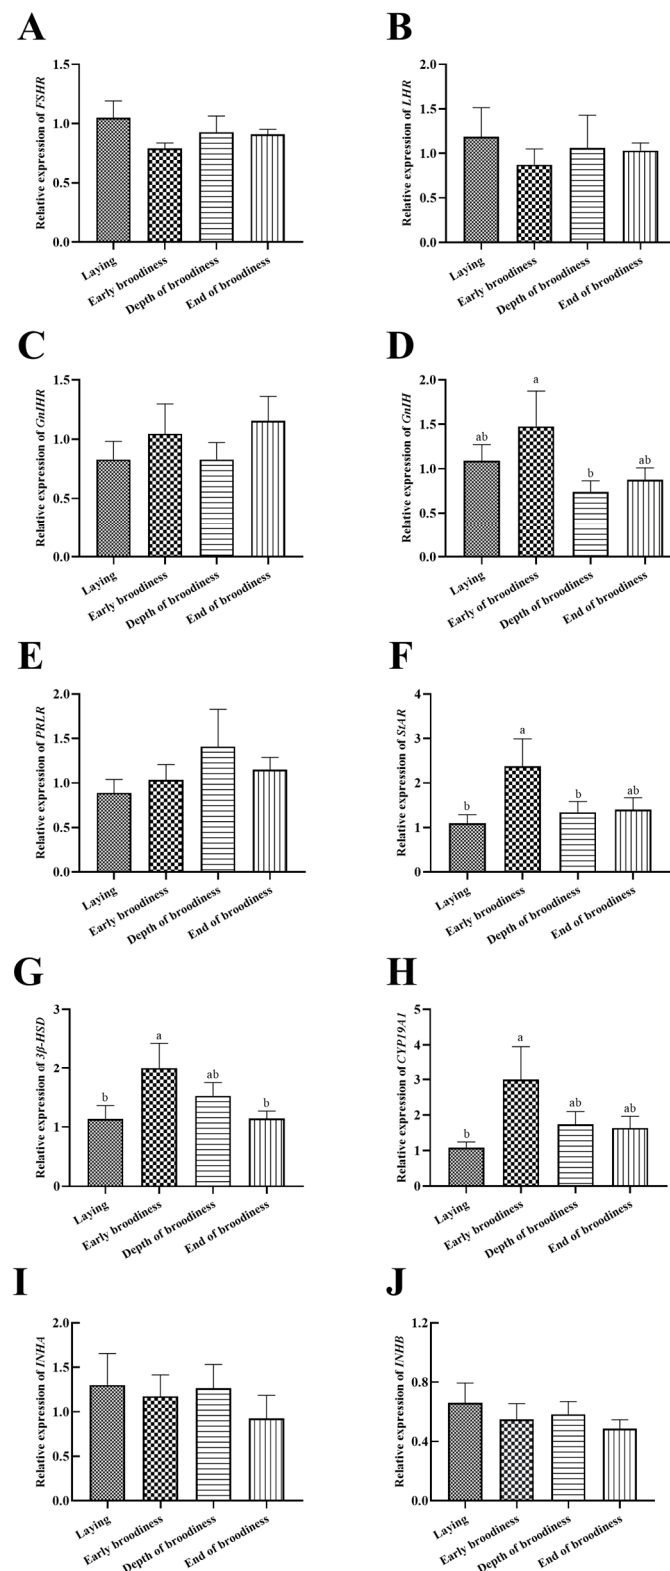 A
Relative expression of FSHR
1.5
1.0
0.5
0.0
Laying
Early broodiness
Depth of broodiness
End of broodiness
B
Relative expression of LHR
2.0
1.5
1.0
0.5
0.0
Laying
Early broodiness
Depth of broodiness
End of broodiness
C
Relative expression of GnIHR
1.5
1.0
0.5
0.0
Laying
Early broodiness
Depth of broodiness
End of broodiness
D
Relative expression of GnIH
2.0
1.5
1.0
0.5
0.0
ab
a
b
ab
Laying
Early of broodiness
Depth of broodiness
End of broodiness
E
Relative expression of PRLR
2.0
1.5
1.0
0.5
0.0
Laying
Early broodiness
Depth of broodiness
End of broodiness
F
Relative expression of StAR
4
3
2
1
0
b
a
b
ab
Laying
Early broodiness
Depth of broodiness
End of broodiness
G
Relative expression of 3β-HSD
3
2
1
0
b
a
ab
b
Laying
Early broodiness
Depth of broodiness
End of broodiness
H
Relative expression of CYP19A1
5
4
3
2
1
0
b
a
ab
ab
Laying
Early broodiness
Depth of broodiness
End of broodiness
I
Relative expression of INHA
2.0
1.5
1.0
0.5
0.0
Laying
Early broodiness
Depth of broodiness
End of broodiness
J
Relative expression of INHB
1.2
0.8
0.4
0.0
Laying
Early broodiness
Depth of broodiness
End of broodiness